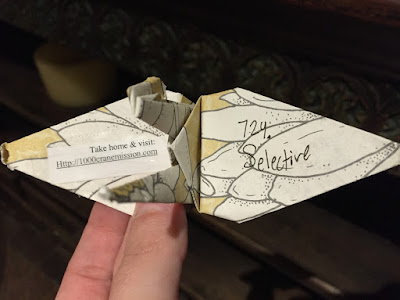 Take home & visit:
Http://1000cranemission.com
724.
Selective